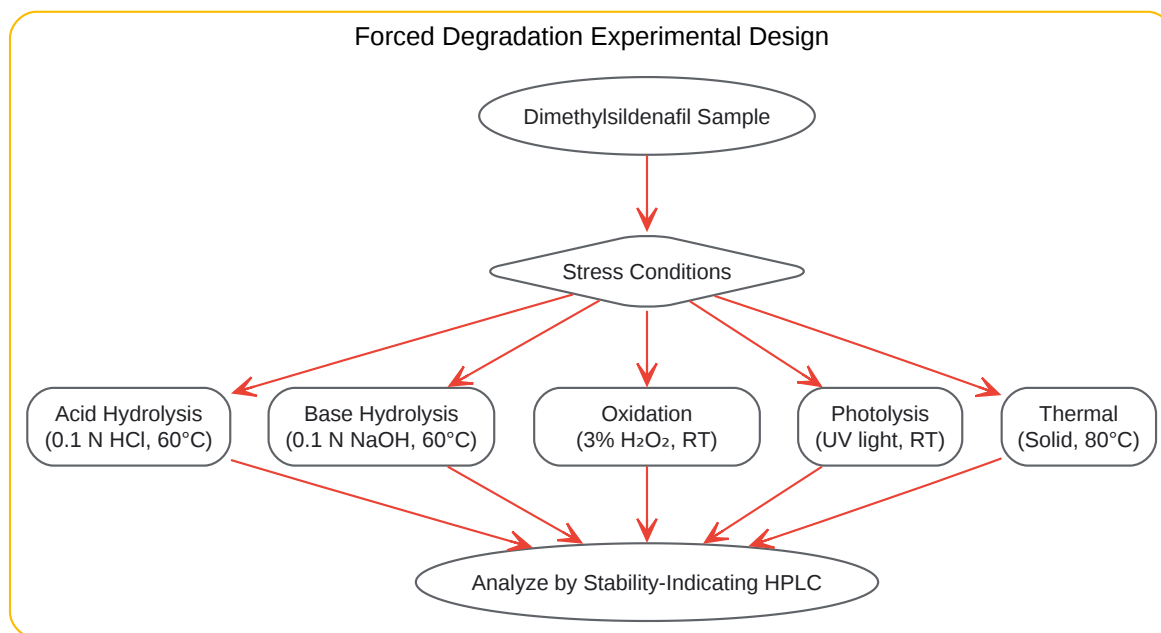 Forced Degradation Experimental Design
Dimethylsildenafil Sample
Stress Conditions
Acid Hydrolysis
(0.1 N HCl, 60°C)
Base Hydrolysis
(0.1 N NaOH, 60°C)
Oxidation
(3% H₂O₂, RT)
Photolysis
(UV light, RT)
Thermal
(Solid, 80°C)
Analyze by Stability-Indicating HPLC